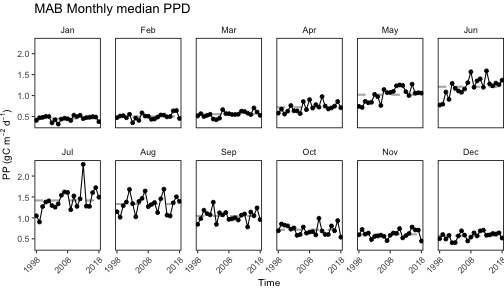 MAB Monthly median PPD
Jan Feb Mar Apr May Jun
2.0
1.5
1.0
0.5
Jul Aug Sep Oct Nov Dec
2.0
1.5
1.0
0.5
PP (gC m⁻² d⁻¹)
1998 2008 2018 1998 2008 2018 1998 2008 2018 1998 2008 2018 1998 2008 2018 1998 2008 2018
Time